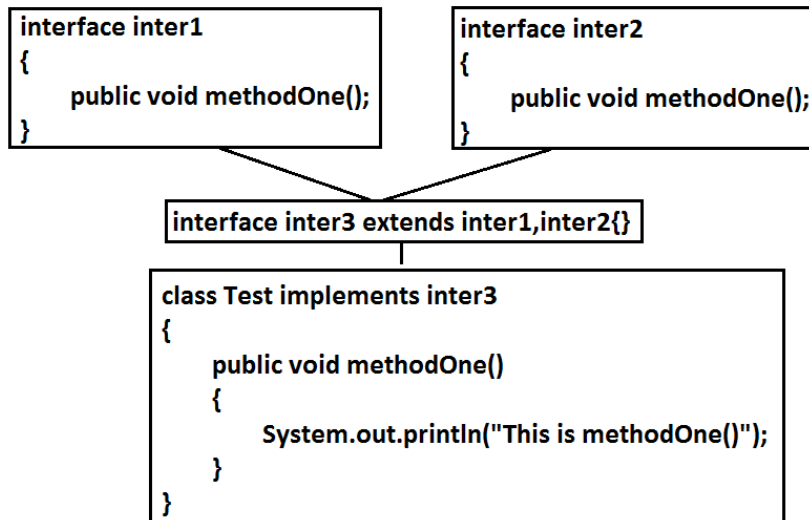 interface inter1
{
public void methodOne();
}
interface inter2
{
public void methodOne();
}
interface inter3 extends inter1,inter2{}
class Test implements inter3
{
public void methodOne()
{
System.out.println("This is methodOne()");
}
}